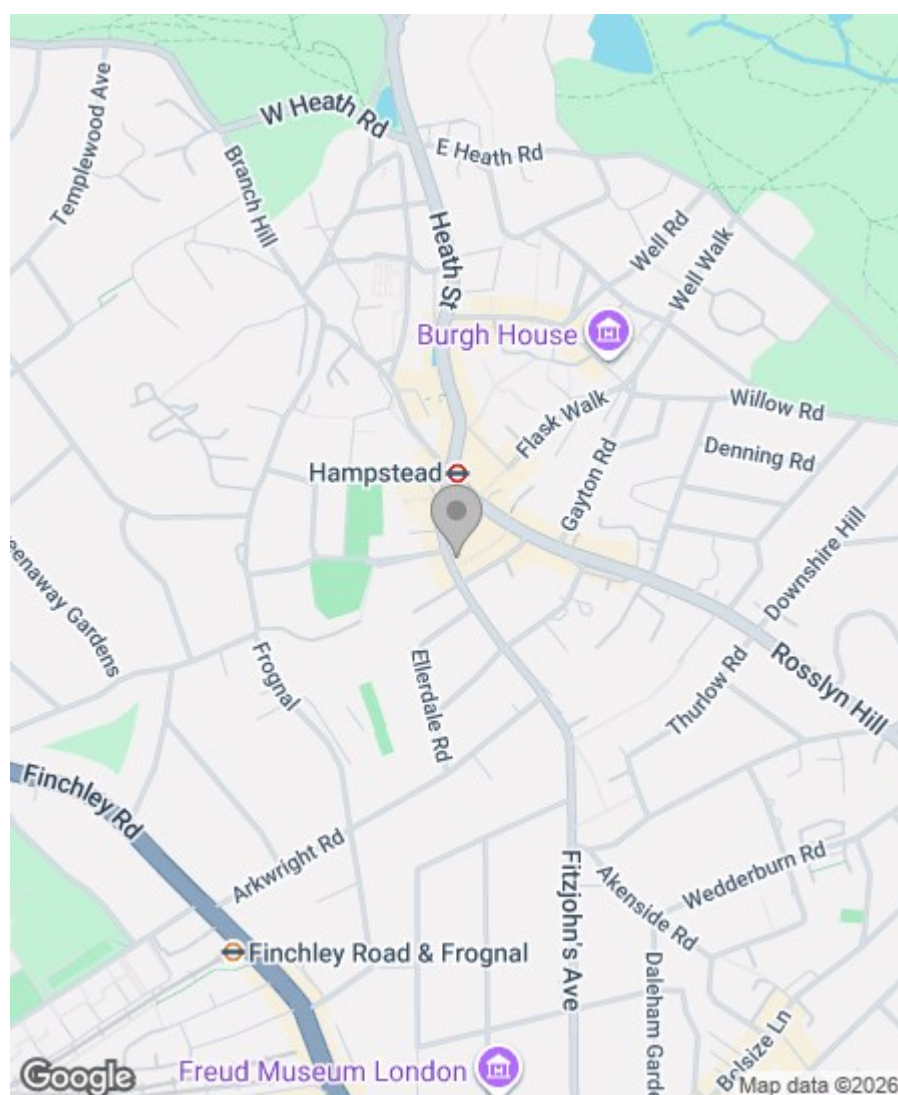 W Heath Rd
Templewood Ave
E Heath Rd
Branch Hill
Heath St
Well Rd
Well Walk
Burgh House
Willow Rd
Flask Walk
Denning Rd
Hampstead
Gayton Rd
Downshire Hill
eenaway Gardens
Frognal
Ellerdale Rd
Thurlow Rd
Rosslyn Hill
Finchley Rd
Arkwright Rd
Fitzjohn's Ave
Akenside Rd
Wedderburn Rd
Finchley Road & Frognal
Daleham Garde
Belsize Ln
Freud Museum London
Google
Map data ©2026